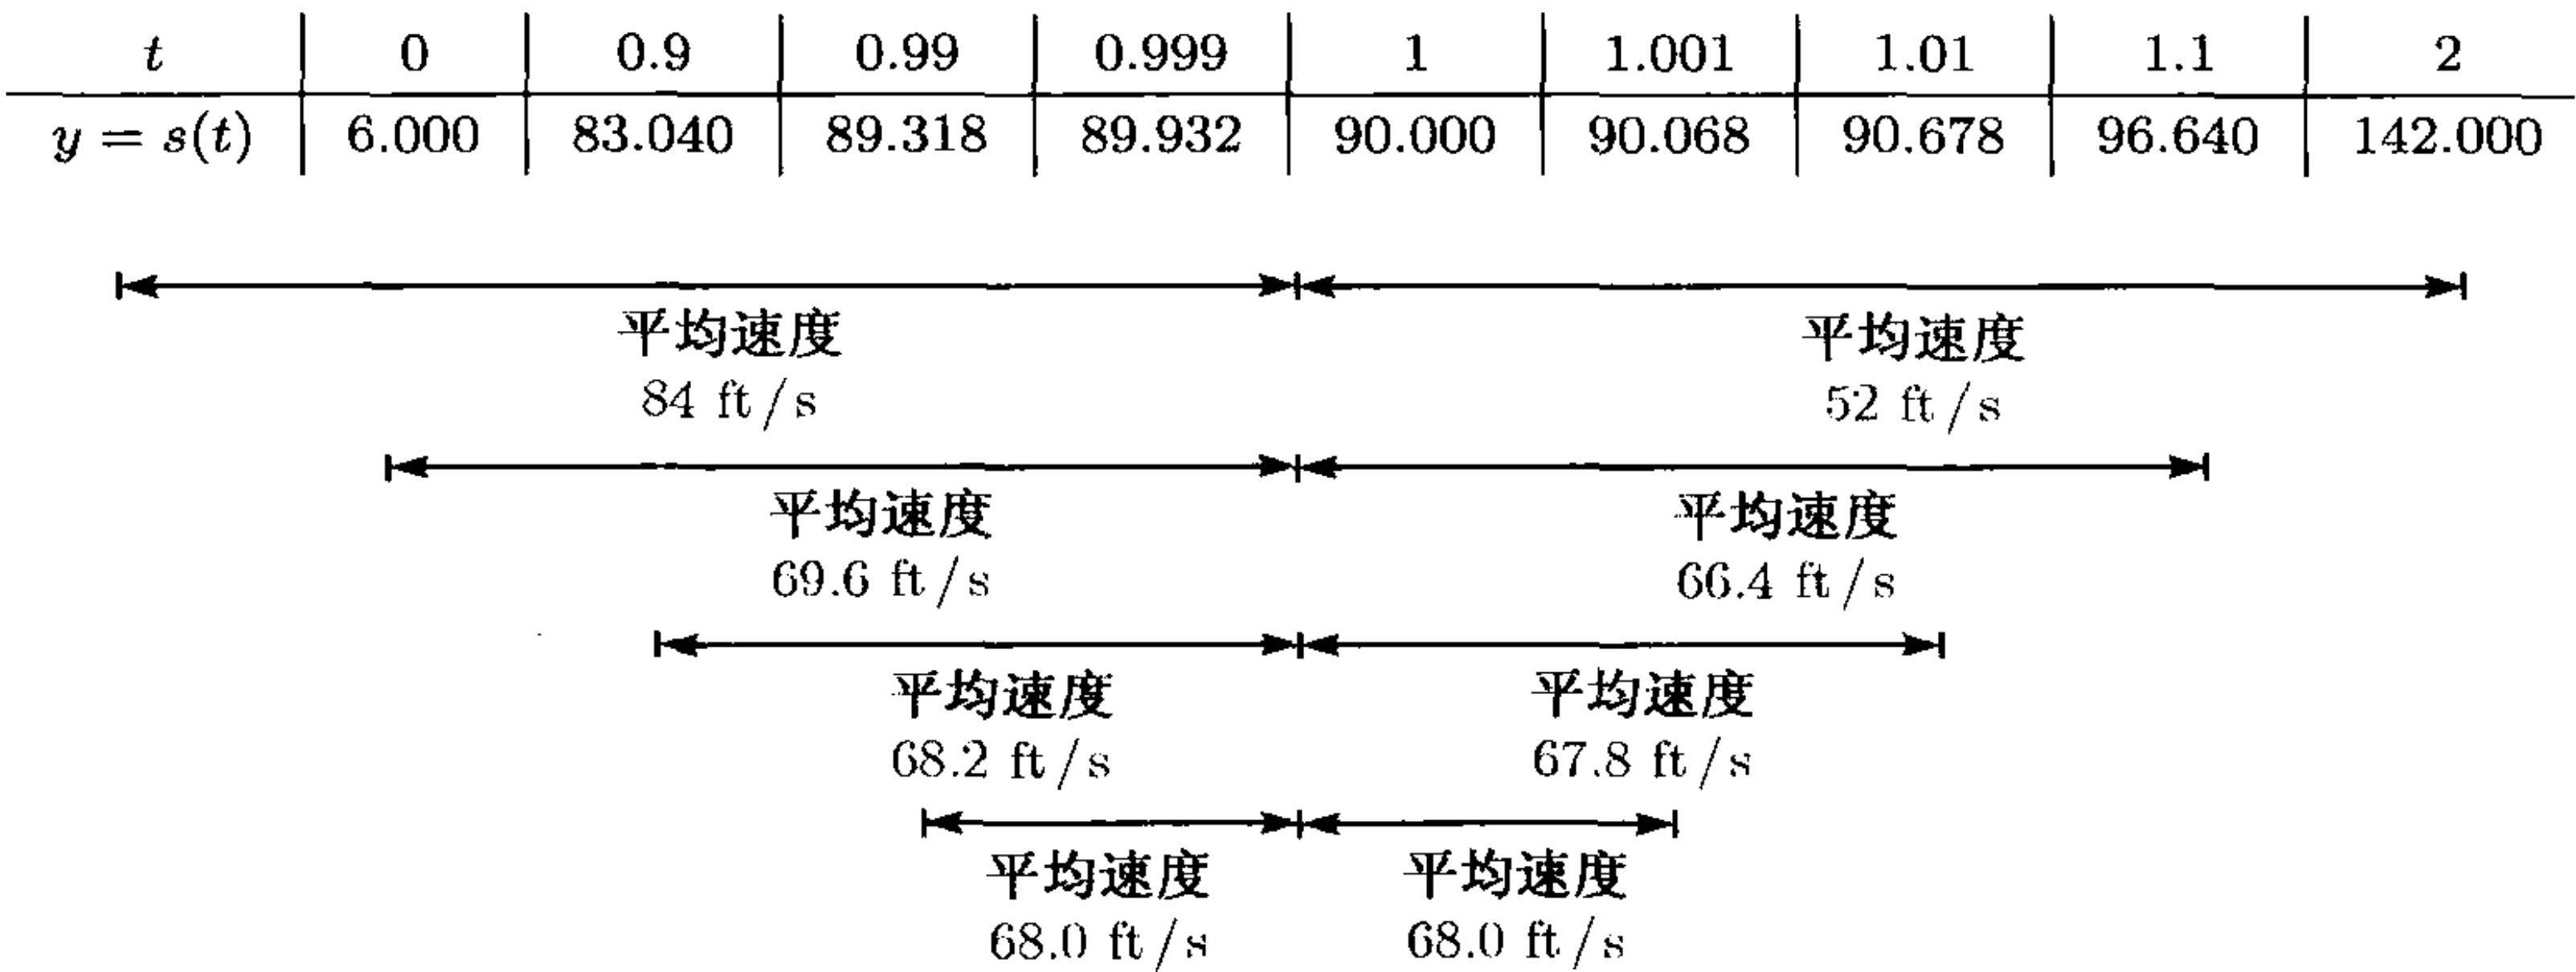 t 0 0.9 0.99 0.999 1 1.001 1.01 1.1 2
y = s(t) 6.000 83.040 89.318 89.932 90.000 90.068 90.678 96.640 142.000
平均速度 平均速度
84 ft/s 52 ft/s
平均速度 平均速度
69.6 ft/s 66.4 ft/s
平均速度 平均速度
68.2 ft/s 67.8 ft/s
平均速度 平均速度
68.0 ft/s 68.0 ft/s